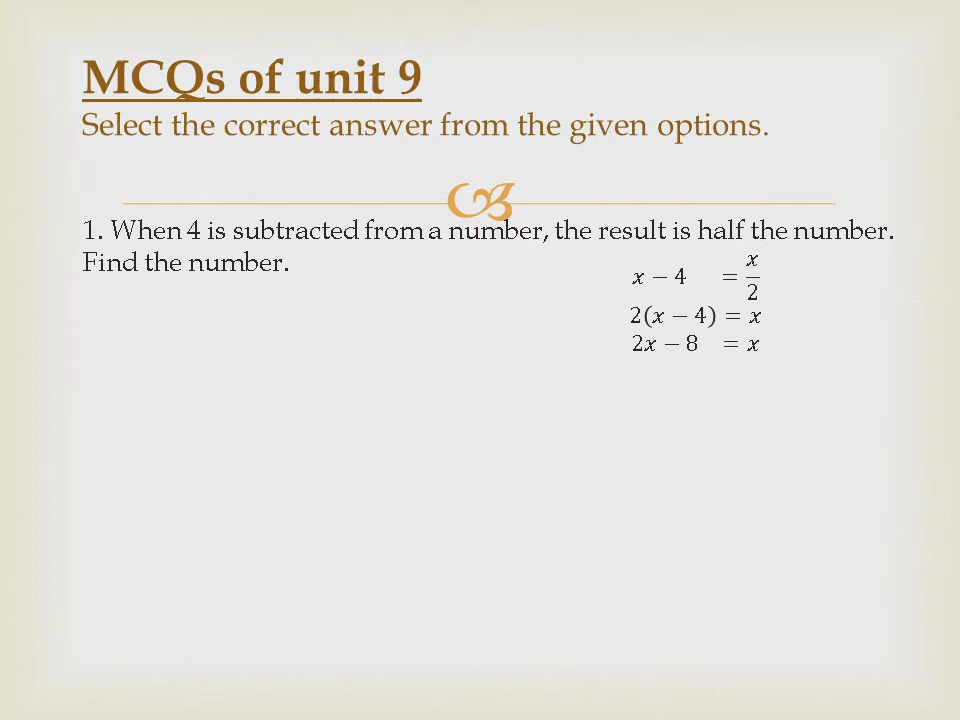 MCQs of unit 9
Select the correct answer from the given options.
1. When 4 is subtracted from a number, the result is half the number.
Find the number.
x − 4 = x/2
2(x − 4) = x
2x − 8 = x